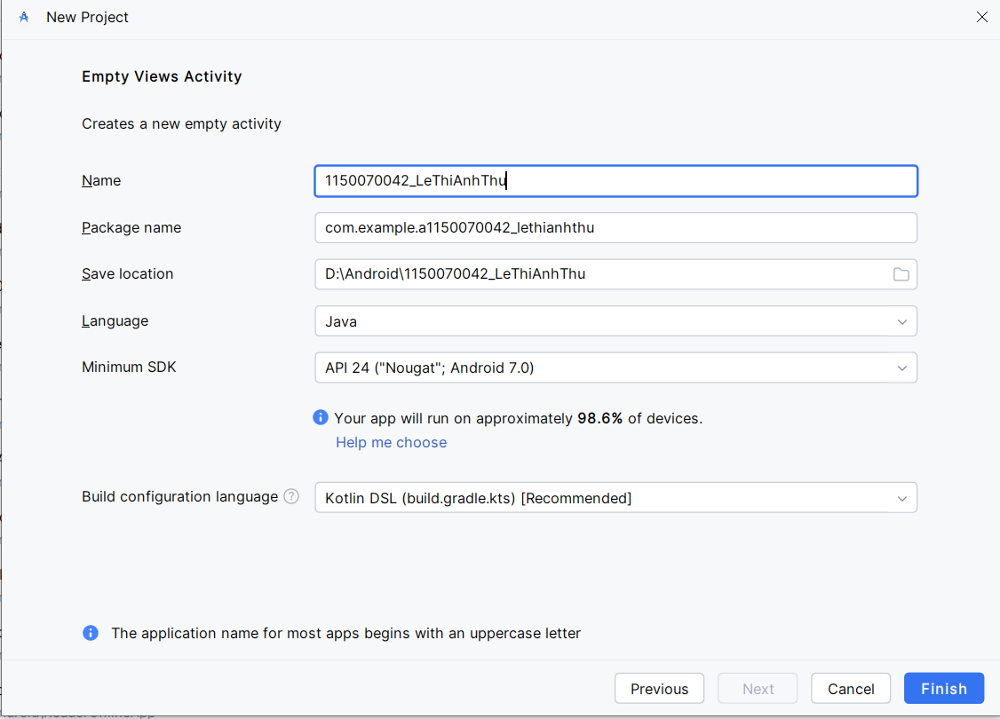 New Project
Empty Views Activity
Creates a new empty activity
Name 1150070042_LeThiAnhThu
Package name com.example.a1150070042_lethianhthu
Save location D:\Android\1150070042_LeThiAnhThu
Language Java
Minimum SDK API 24 ("Nougat"; Android 7.0)
Your app will run on approximately 98.6% of devices.
Help me choose
Build configuration language ? Kotlin DSL (build.gradle.kts) [Recommended]
The application name for most apps begins with an uppercase letter
Previous Next Cancel Finish